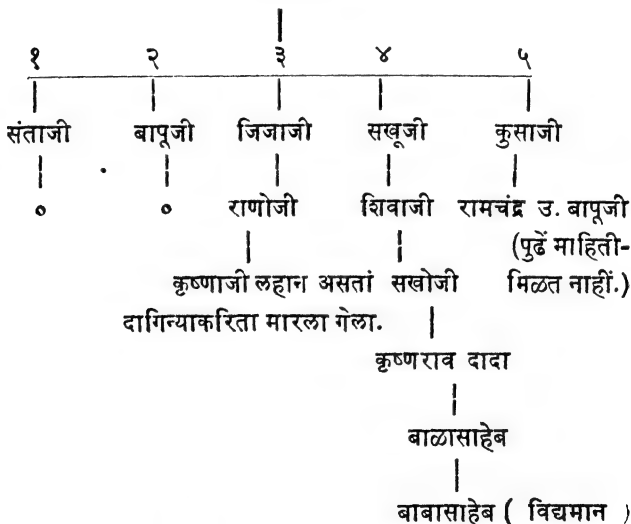 १ २ ३ ४ ५
संताजी बापूजी जिजाजी सखूजी कुसाजी
० ० राणोजी शिवाजी रामचंद्र उ. बापूजी
(पुढें माहिती-
कृष्णाजी लहान असतां सखोजी मिळत नाहीं.)
दागिन्याकरिता मारला गेला.
कृष्णराव दादा
बाळासाहेब
बाबासाहेब ( विद्यमान )